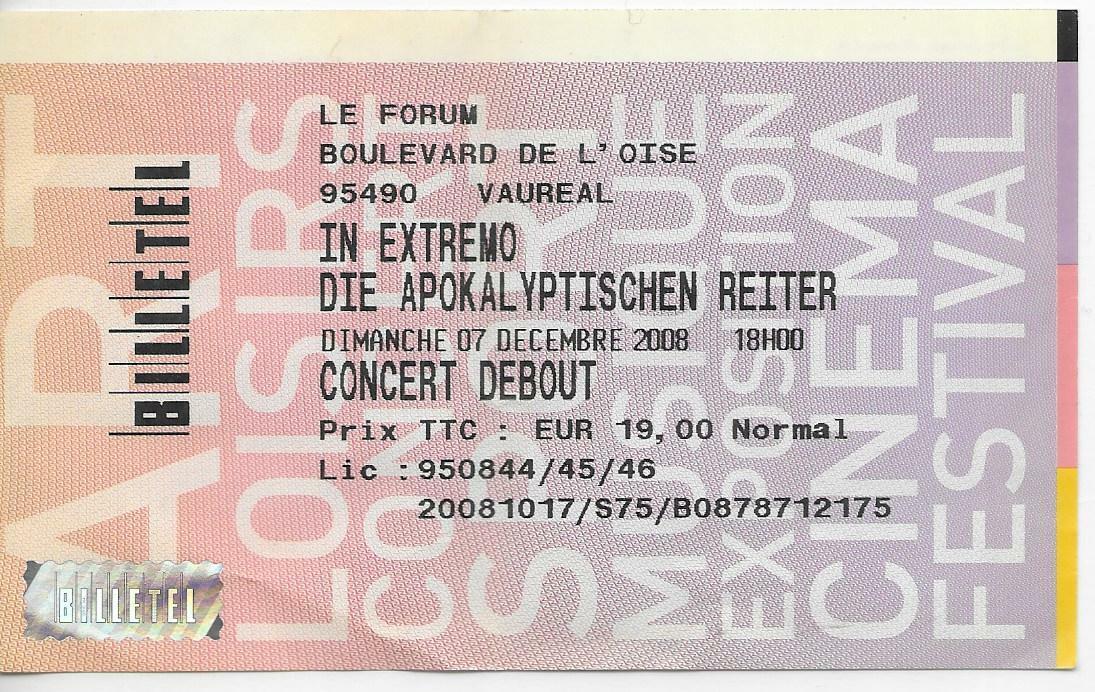 LE FORUM
BOULEVARD DE L'OISE
95490 VAUREAL
IN EXTREMO
DIE APOKALYPTISCHEN REITER
DIMANCHE 07 DECEMBRE 2008 18H00
CONCERT DEBOUT
Prix TTC : EUR 19,00 Normal
Lic :950844/45/46
20081017/S75/B0878712175
BILLETEL
BILLETEL
ART
LOISIRS
CONCERT
SPORT
MUSIQUE
EXPOSITION
CINEMA
FESTIVAL